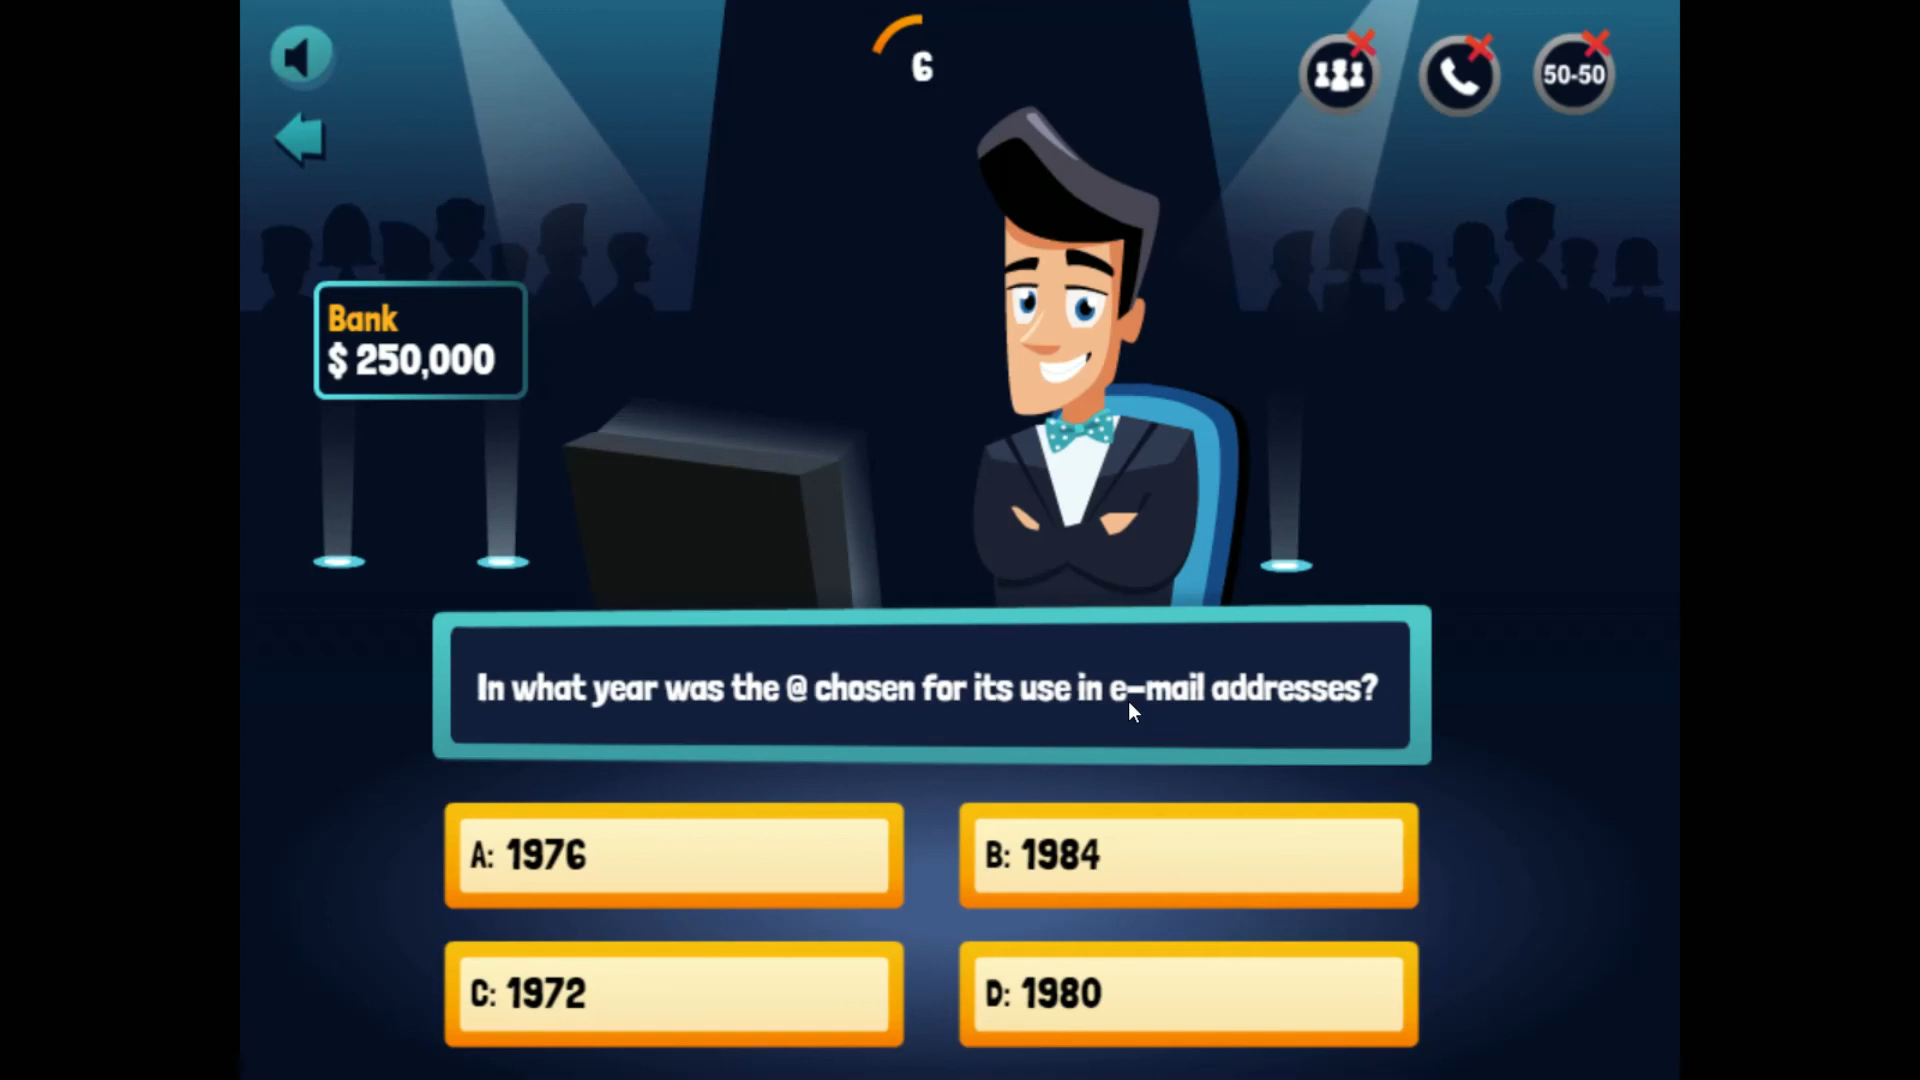 6
50-50
Bank
$ 250,000
In what year was the @ chosen for its use in e-mail addresses?
A: 1976
B: 1984
C: 1972
D: 1980